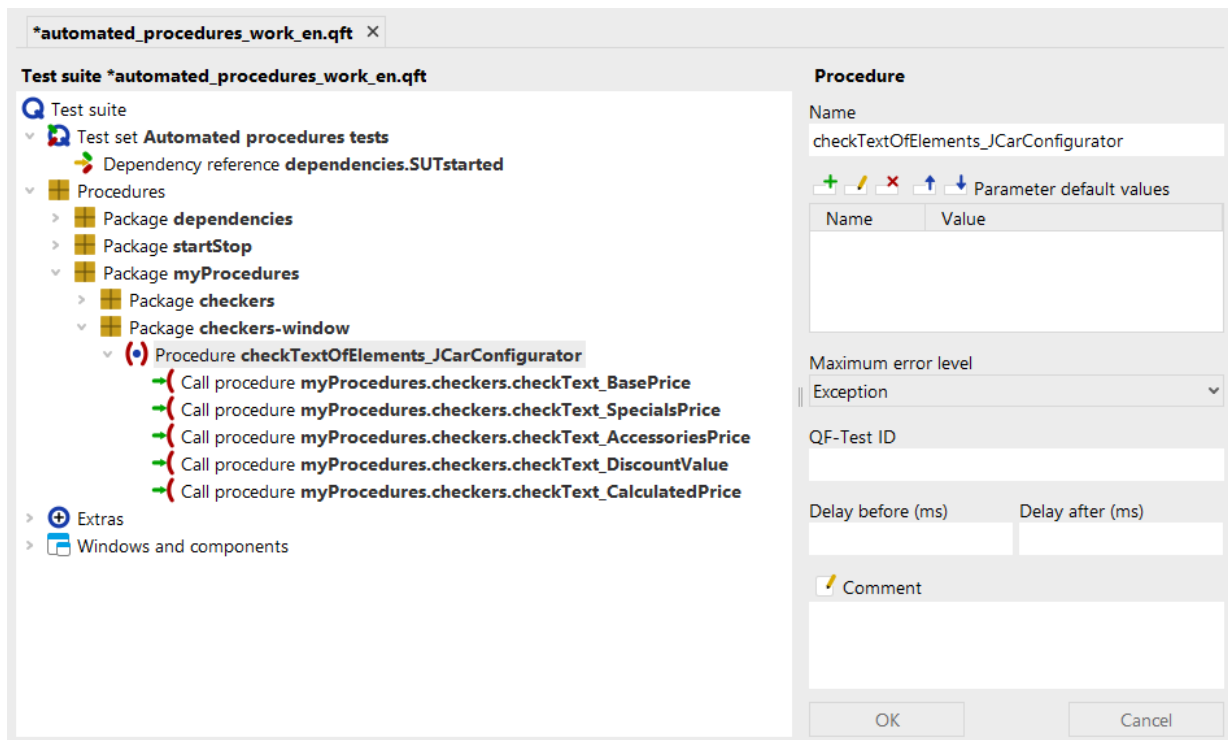 *automated_procedures_work_en.qft ×
Test suite *automated_procedures_work_en.qft
Test suite
Test set Automated procedures tests
Dependency reference dependencies.SUTstarted
Procedures
Package dependencies
Package startStop
Package myProcedures
Package checkers
Package checkers-window
Procedure checkTextOfElements_JCarConfigurator
Call procedure myProcedures.checkers.checkText_BasePrice
Call procedure myProcedures.checkers.checkText_SpecialsPrice
Call procedure myProcedures.checkers.checkText_AccessoriesPrice
Call procedure myProcedures.checkers.checkText_DiscountValue
Call procedure myProcedures.checkers.checkText_CalculatedPrice
Extras
Windows and components
Procedure
Name
checkTextOfElements_JCarConfigurator
Parameter default values
Name Value
Maximum error level
Exception
QF-Test ID
Delay before (ms) Delay after (ms)
Comment
OK Cancel